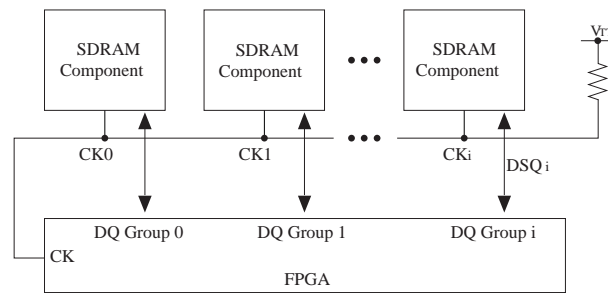 SDRAM
Component
SDRAM
Component
SDRAM
Component
CK0
CK1
CKi
DSQ i
DQ Group 0
DQ Group 1
DQ Group i
CK
FPGA